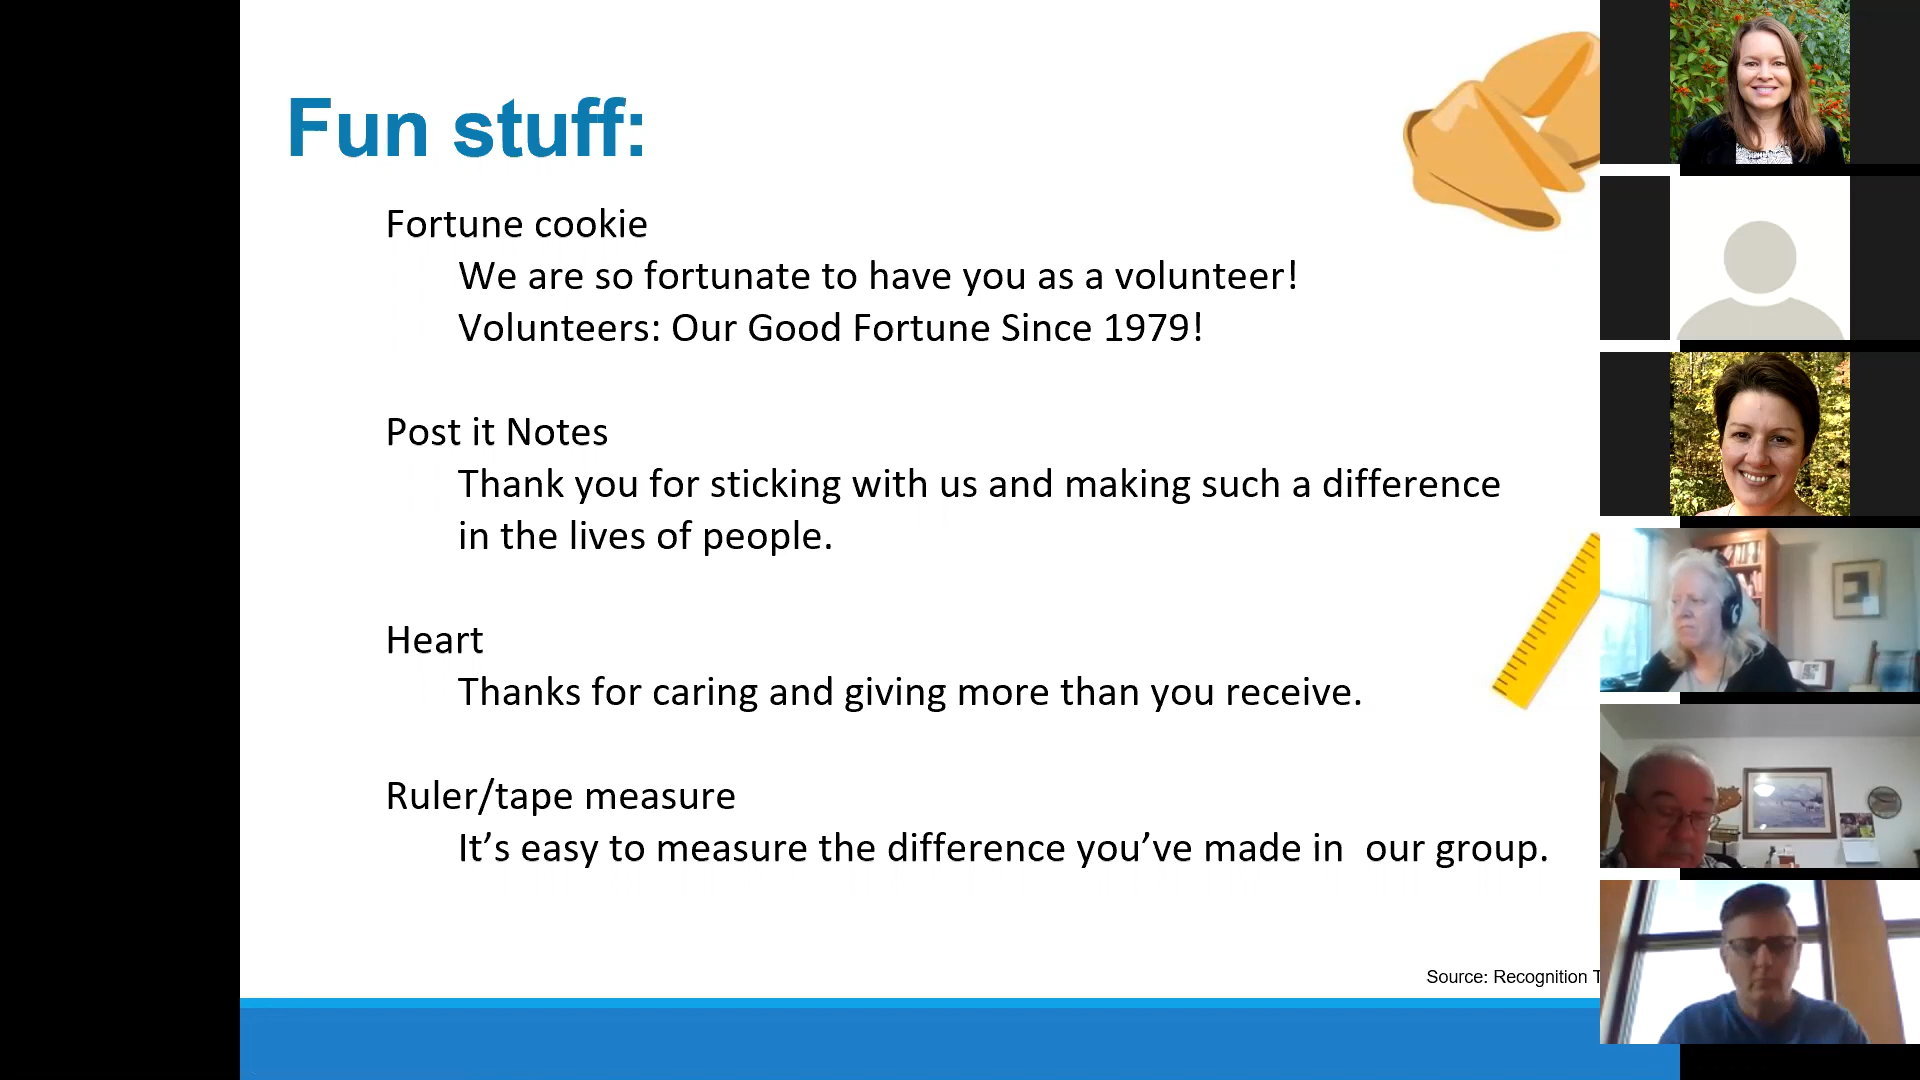 Fun stuff:
Fortune cookie
We are so fortunate to have you as a volunteer!
Volunteers: Our Good Fortune Since 1979!
Post it Notes
Thank you for sticking with us and making such a difference
in the lives of people.
Heart
Thanks for caring and giving more than you receive.
Ruler/tape measure
It’s easy to measure the difference you’ve made in  our group.
Source: Recognition